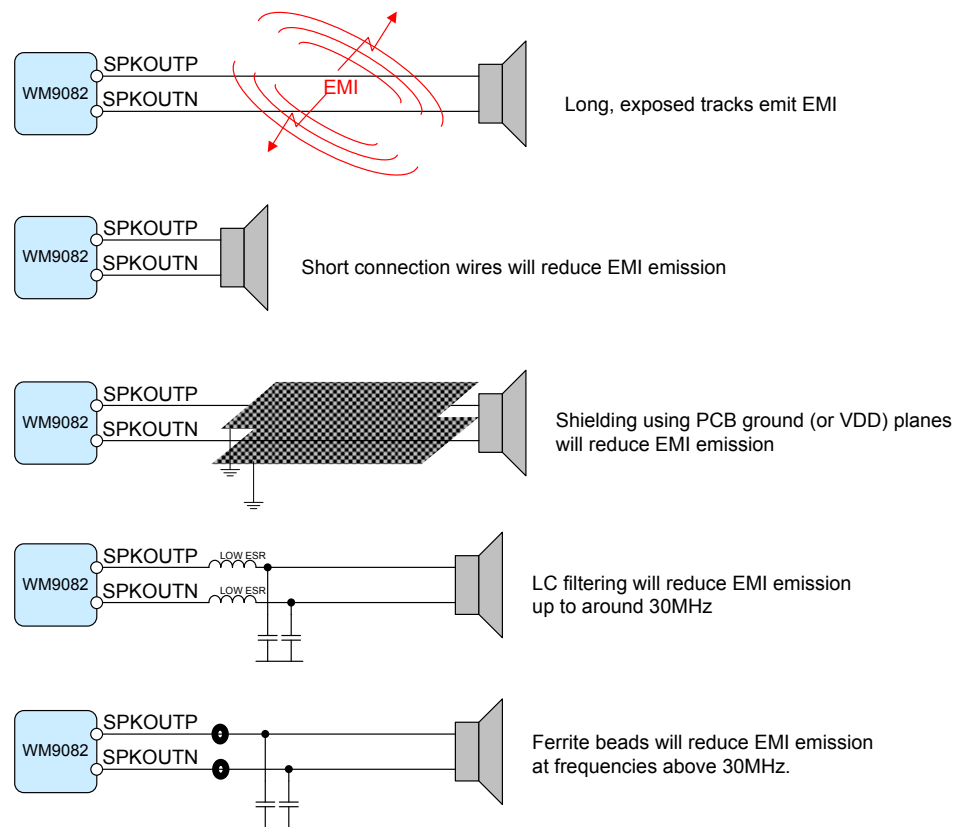 SPKOUTP
WM9082
EMI
SPKOUTN
Long, exposed tracks emit EMI
SPKOUTP
WM9082
SPKOUTN
Short connection wires will reduce EMI emission
SPKOUTP
WM9082
SPKOUTN
Shielding using PCB ground (or VDD) planes
will reduce EMI emission
SPKOUTP
LOW ESR
WM9082
SPKOUTN
LOW ESR
LC filtering will reduce EMI emission
up to around 30MHz
SPKOUTP
WM9082
SPKOUTN
Ferrite beads will reduce EMI emission
at frequencies above 30MHz.